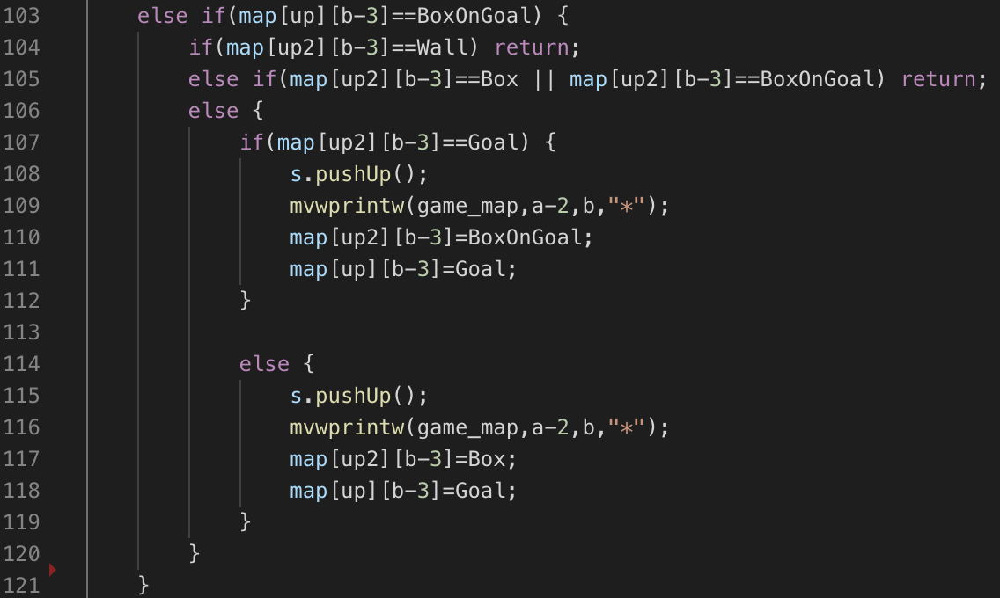 103 else if(map[up][b-3]==BoxOnGoal) {
104 if(map[up2][b-3]==Wall) return;
105 else if(map[up2][b-3]==Box || map[up2][b-3]==BoxOnGoal) return;
106 else {
107 if(map[up2][b-3]==Goal) {
108 s.pushUp();
109 mvwprintw(game_map,a-2,b,"*");
110 map[up2][b-3]=BoxOnGoal;
111 map[up][b-3]=Goal;
112 }
113
114 else {
115 s.pushUp();
116 mvwprintw(game_map,a-2,b,"*");
117 map[up2][b-3]=Box;
118 map[up][b-3]=Goal;
119 }
120 }
121 }